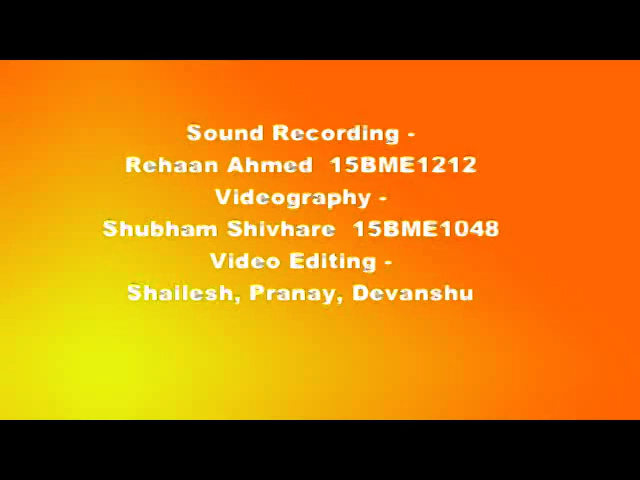 Sound Recording -
Rehaan Ahmed  15BME1212
Videography -
Shubham Shivhare  15BME1048
Video Editing -
Shailesh, Pranay, Devanshu